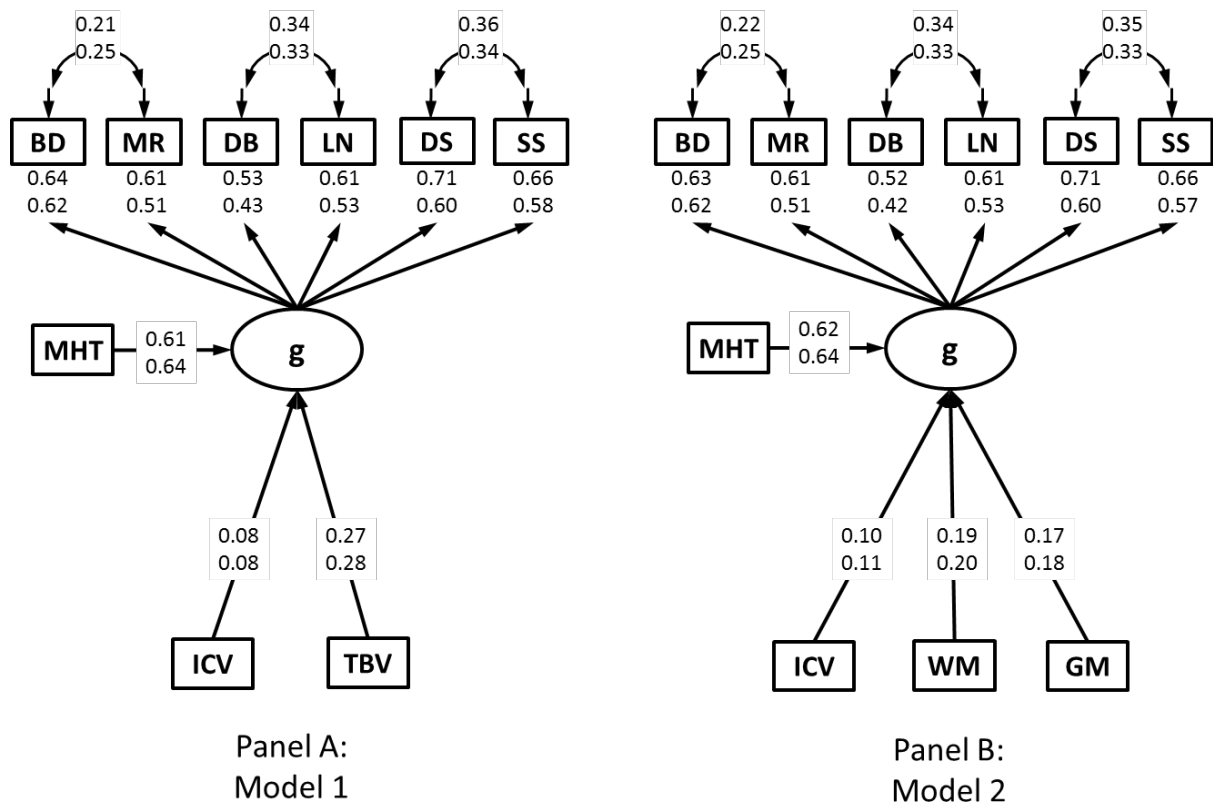 0.21 0.34 0.36
0.25 0.33 0.34
BD MR DB LN DS SS
0.64 0.61 0.53 0.61 0.71 0.66
0.62 0.51 0.43 0.53 0.60 0.58
MHT 0.61 g
0.64
0.08 0.27
0.08 0.28
ICV TBV
Panel A:
Model 1
0.22 0.34 0.35
0.25 0.33 0.33
BD MR DB LN DS SS
0.63 0.61 0.52 0.61 0.71 0.66
0.62 0.51 0.42 0.53 0.60 0.57
MHT 0.62 g
0.64
0.10 0.19 0.17
0.11 0.20 0.18
ICV WM GM
Panel B:
Model 2